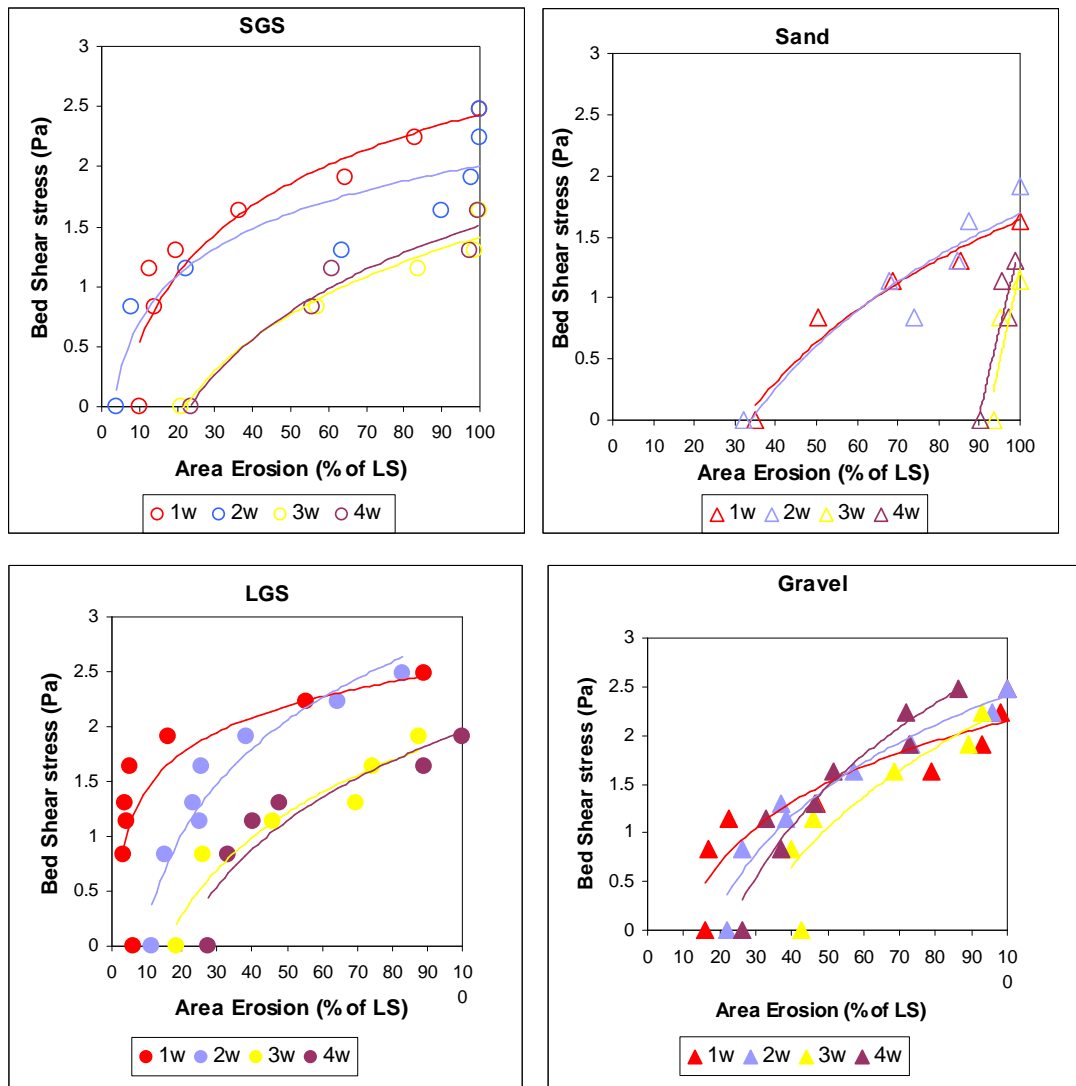 SGS
3
2.5
2
1.5
1
0.5
0
Bed Shear stress (Pa)
0 10 20 30 40 50 60 70 80 90 100
Area Erosion (% of LS)
1w 2w 3w 4w
Sand
3
2.5
2
1.5
1
0.5
0
Bed Shear stress (Pa)
0 10 20 30 40 50 60 70 80 90 100
Area Erosion (% of LS)
1w 2w 3w 4w
LGS
3
2.5
2
1.5
1
0.5
0
Bed Shear stress (Pa)
0 10 20 30 40 50 60 70 80 90 10
0
Area Erosion (% of LS)
1w 2w 3w 4w
Gravel
3
2.5
2
1.5
1
0.5
0
Bed Shear stress (Pa)
0 10 20 30 40 50 60 70 80 90 10
0
Area Erosion (% of LS)
1w 2w 3w 4w